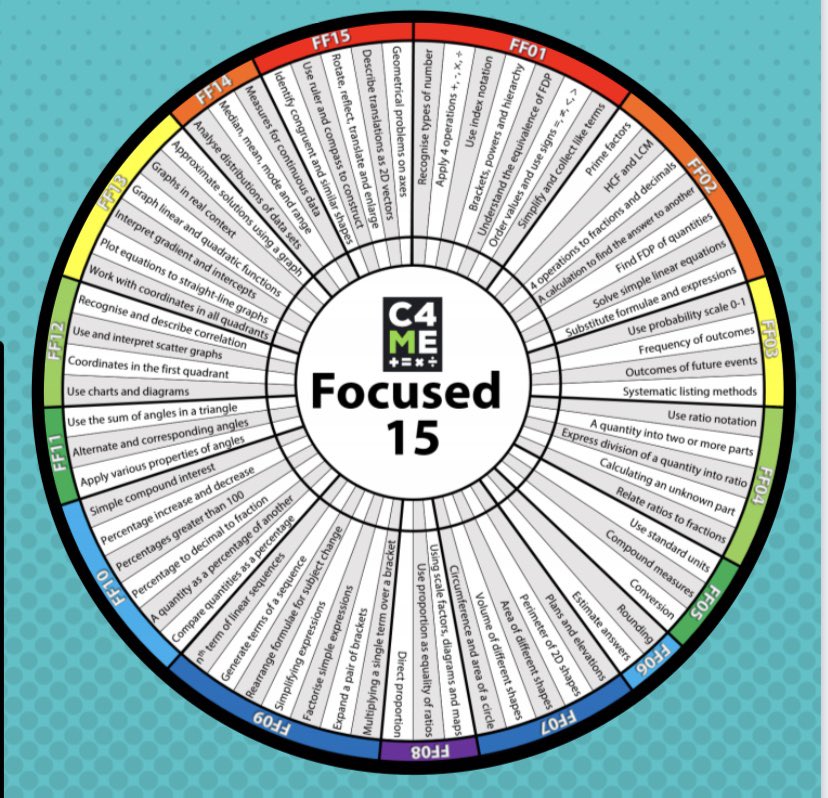 C4
ME
+=×÷
Focused
15
FF01
Recognise types of number
Apply 4 operations +, -, ×, ÷
Use index notation
Brackets, powers and hierarchy
Understand the equivalence of FDP
Order values and use signs =, ≠, <, >
Simplify and collect like terms
FF02
Prime factors
HCF and LCM
4 operations to fractions and decimals
A calculation to find the answer to another
Find FDP of quantities
Solve simple linear equations
Substitute formulae and expressions
FF03
Use probability scale 0-1
Frequency of outcomes
Outcomes of future events
Systematic listing methods
FF04
Use ratio notation
A quantity into two or more parts
Express division of a quantity into ratio
Calculating an unknown part
Relate ratios to fractions
FF05
Use standard units
Compound measures
Conversion
FF06
Rounding
Estimate answers
FF07
Plans and elevations
Perimeter of 2D shapes
Area of different shapes
Volume of different shapes
Circumference and area of a circle
FF08
Using scale factors, diagrams and maps
Use proportion as equality of ratios
Direct proportion
FF09
Multiplying a single term over a bracket
Expand a pair of brackets
Factorise simple expressions
Simplifying expressions
Rearrange formulae for subject change
Generate terms of a sequence
nth term of linear sequences
FF10
Compare quantities as a percentage
A quantity as a percentage of another
Percentage to decimal to fraction
Percentages greater than 100
Percentage increase and decrease
Simple compound interest
FF11
Apply various properties of angles
Alternate and corresponding angles
Use the sum of angles in a triangle
FF12
Use charts and diagrams
Coordinates in the first quadrant
Use and interpret scatter graphs
Recognise and describe correlation
FF13
Work with coordinates in all quadrants
Plot equations to straight-line graphs
Interpret gradient and intercepts
Graph linear and quadratic functions
Graphs in real context
Approximate solutions using a graph
FF14
Analyse distributions of data sets
Median, mean, mode and range
Measures for continuous data
FF15
Identify congruent and similar shapes
Use ruler and compass to construct
Rotate, reflect, translate and enlarge
Describe translations as 2D vectors
Geometrical problems on axes